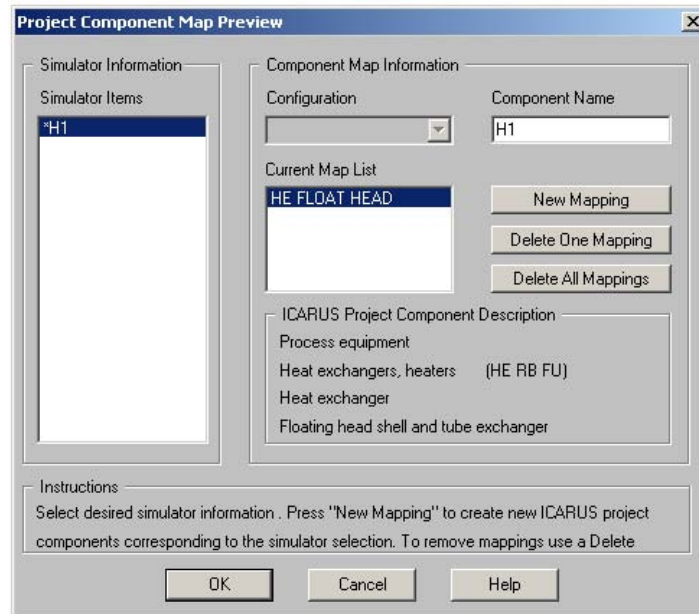 Project Component Map Preview
Simulator Information
Simulator Items
*H1
Component Map Information
Configuration
Component Name
H1
Current Map List
HE FLOAT HEAD
New Mapping
Delete One Mapping
Delete All Mappings
ICARUS Project Component Description
Process equipment
Heat exchangers, heaters (HE RB FU)
Heat exchanger
Floating head shell and tube exchanger
Instructions
Select desired simulator information . Press "New Mapping" to create new ICARUS project
components corresponding to the simulator selection. To remove mappings use a Delete
OK Cancel Help